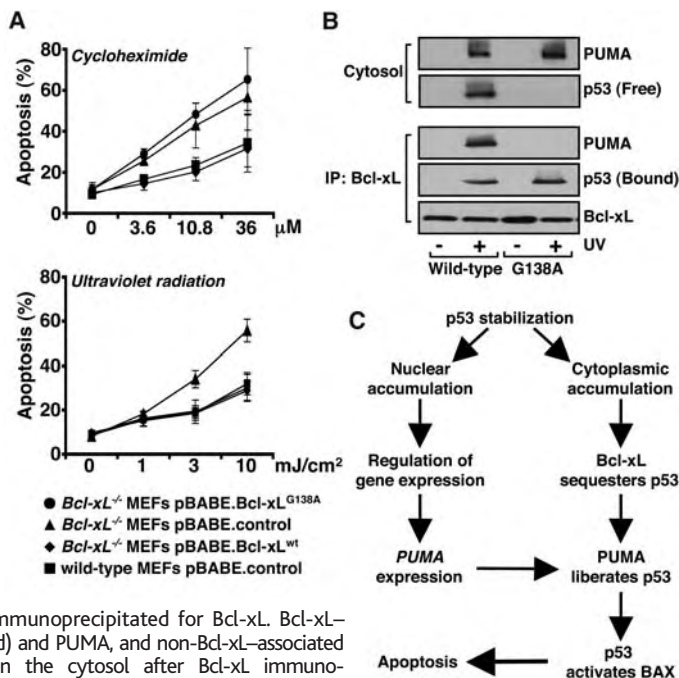 A
Cycloheximide
Apoptosis (%)
80
60
40
20
0
0 3.6 10.8 36 μM
Ultraviolet radiation
Apoptosis (%)
80
60
40
20
0
0 1 3 10 mJ/cm²
● Bcl-xL⁻/⁻ MEFs pBABE.Bcl-xLᴳ¹³⁸ᴬ
▲ Bcl-xL⁻/⁻ MEFs pBABE.control
◆ Bcl-xL⁻/⁻ MEFs pBABE.Bcl-xLʷᵗ
■ wild-type MEFs pBABE.control
mmunoprecipitated for Bcl-xL. Bcl-xL–
d) and PUMA, and non-Bcl-xL–associated
n the cytosol after Bcl-xL immuno-
B
Cytosol
PUMA
p53 (Free)
IP: Bcl-xL
PUMA
p53 (Bound)
Bcl-xL
- + - + UV
Wild-type G138A
C
p53 stabilization
Nuclear
accumulation
Cytoplasmic
accumulation
Regulation of
gene expression
Bcl-xL
sequesters p53
PUMA
expression
PUMA
liberates p53
Apoptosis
p53
activates BAX